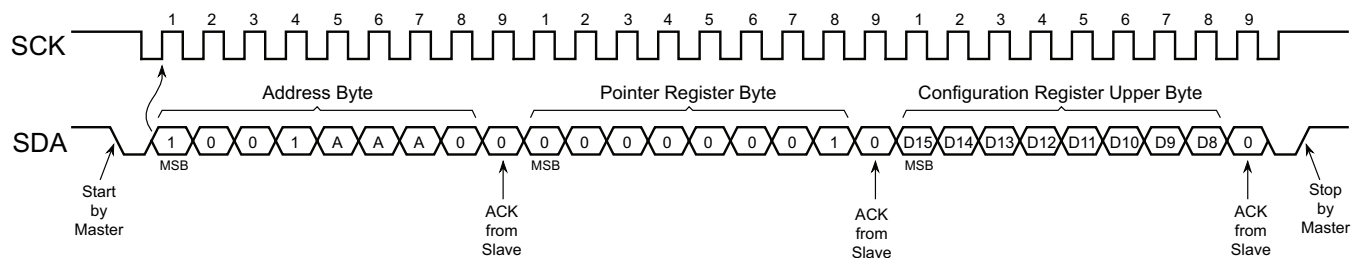 1 2 3 4 5 6 7 8 9 1 2 3 4 5 6 7 8 9 1 2 3 4 5 6 7 8 9
SCK
Address Byte Pointer Register Byte Configuration Register Upper Byte
SDA 1 0 0 1 A A A 0 0 0 0 0 0 0 0 0 1 0 D15 D14 D13 D12 D11 D10 D9 D8 0
MSB MSB MSB
Start
by
Master
ACK
from
Slave
ACK
from
Slave
ACK
from
Slave
Stop
by
Master